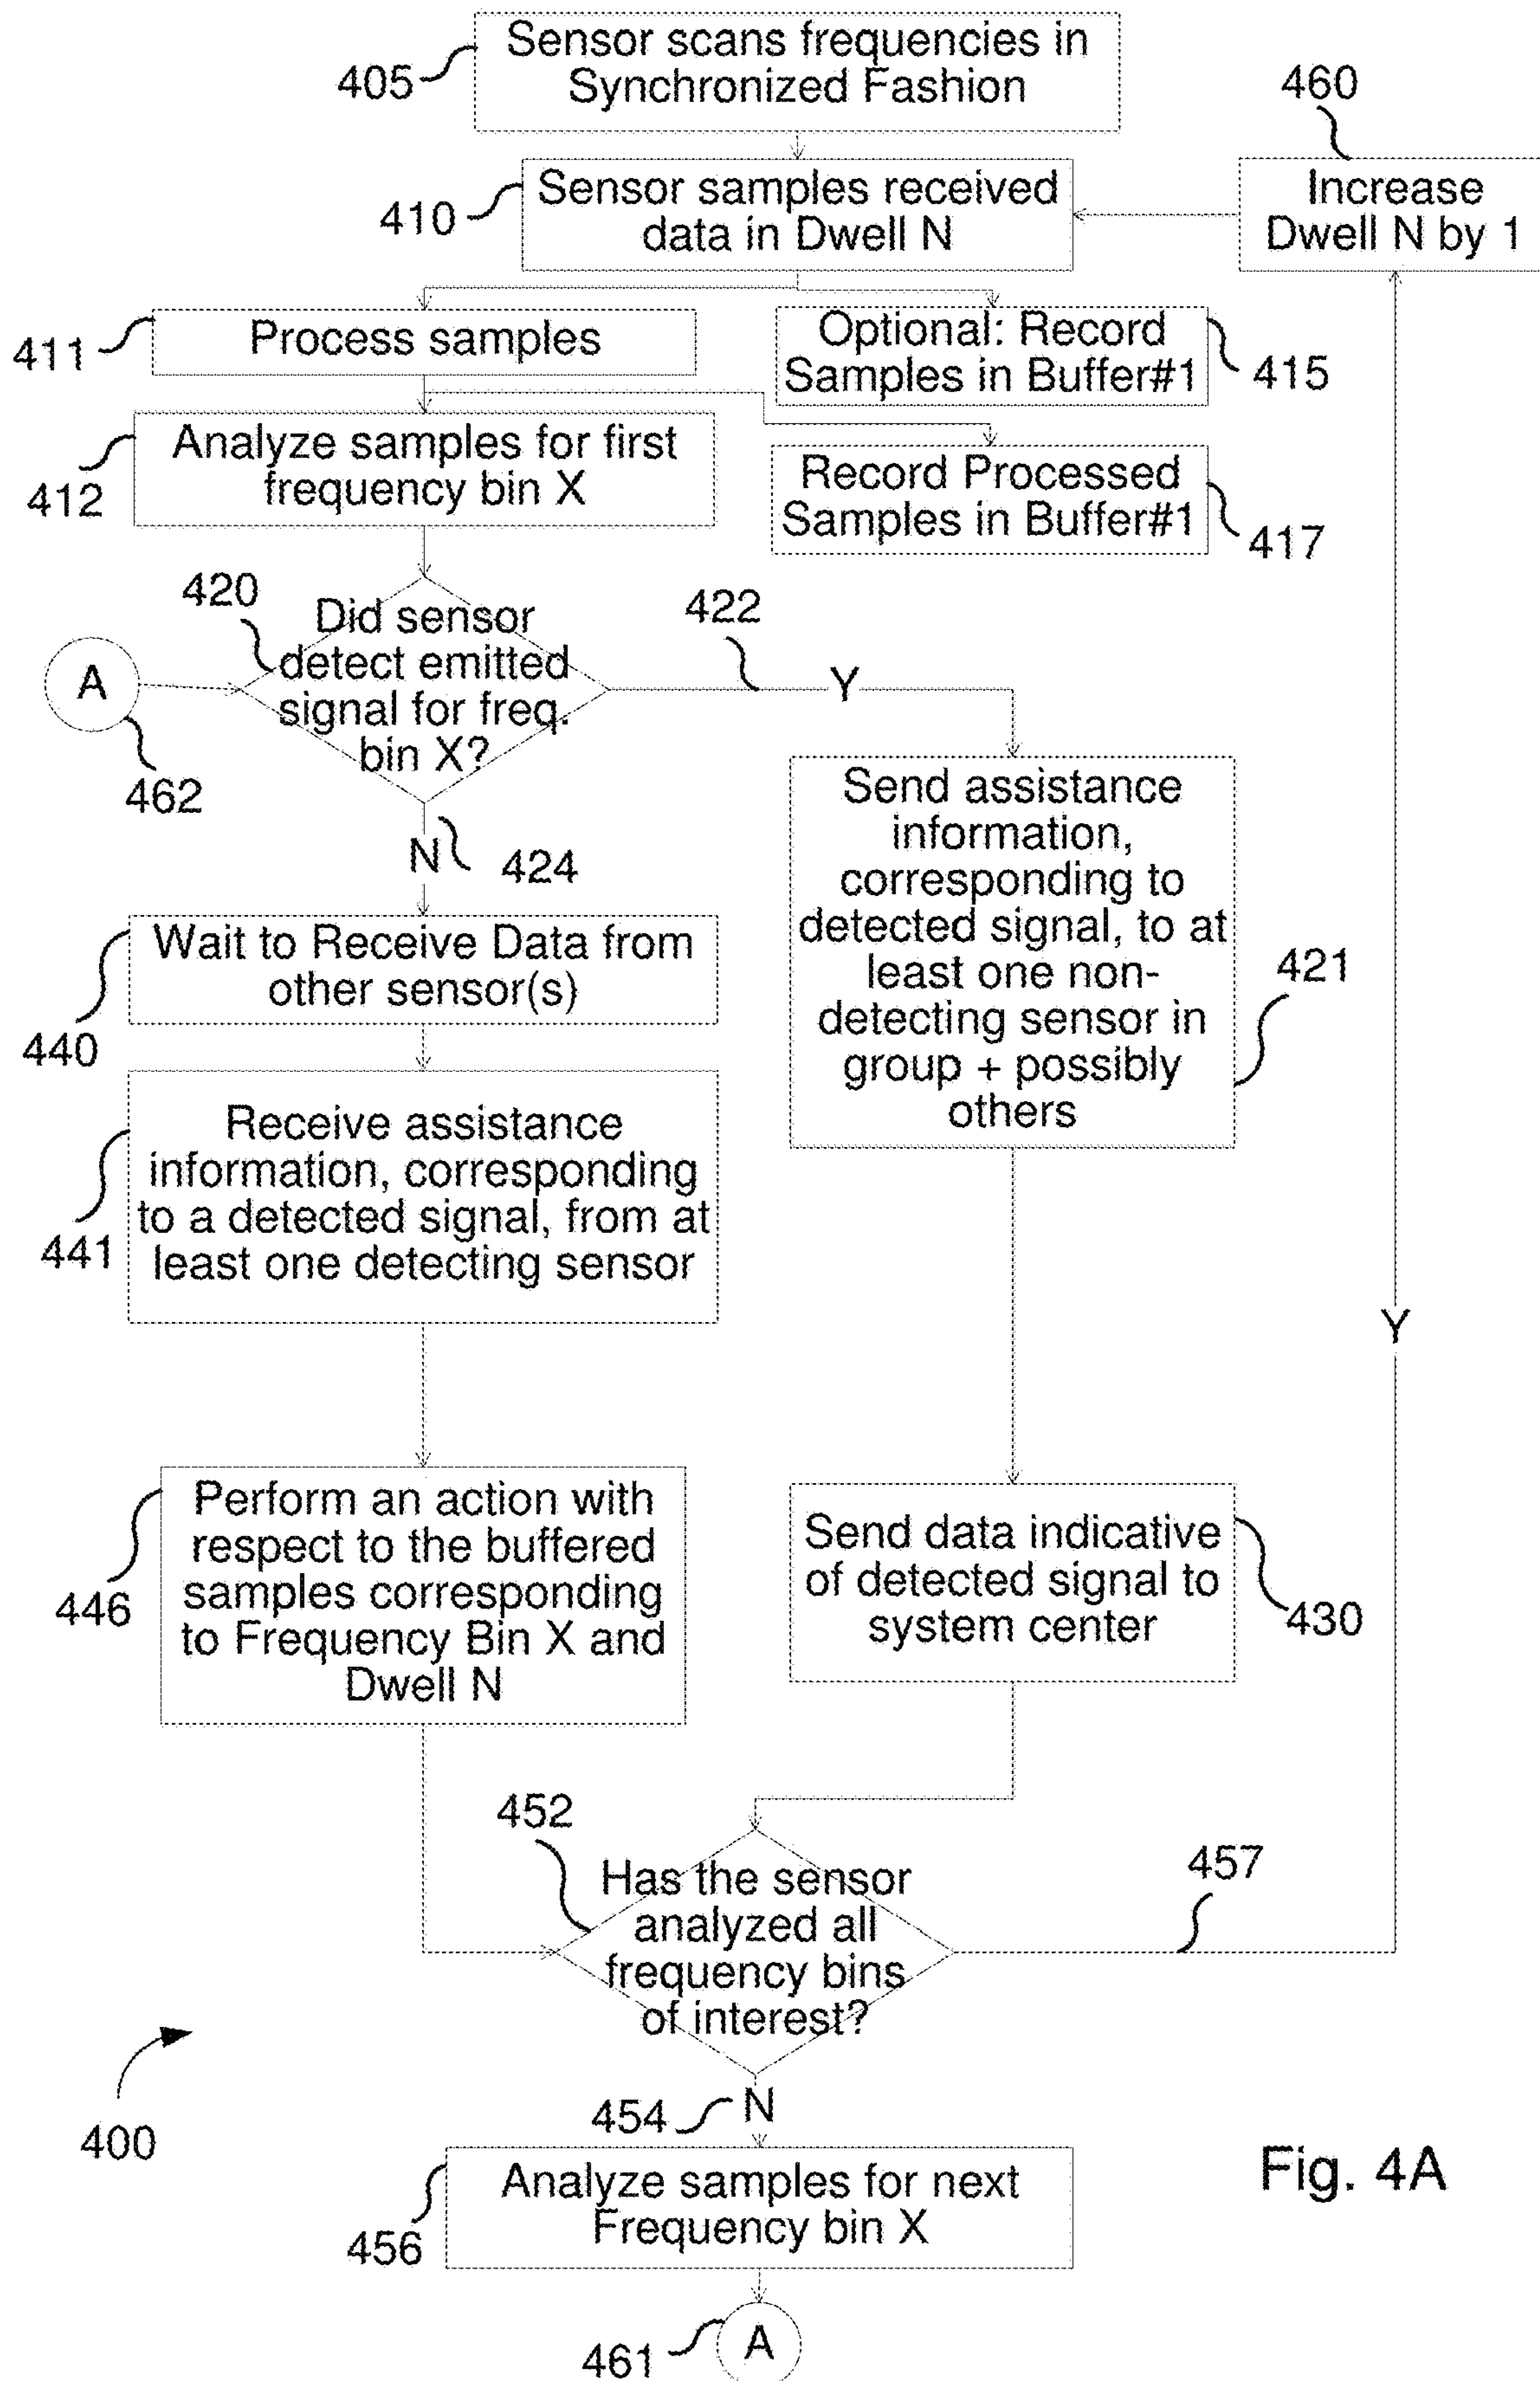 Sensor scans frequencies in
Synchronized Fashion
405
460
Increase
Dwell N by 1
Sensor samples received
data in Dwell N
410
Process samples
411
Optional: Record
Samples in Buffer#1
415
Analyze samples for first
frequency bin X
412
Record Processed
Samples in Buffer#1
417
420
Did sensor
detect emitted
signal for freq.
bin X?
422
Y
A
462
N
424
Send assistance
information,
corresponding to
detected signal, to at
least one non-
detecting sensor in
group + possibly
others
421
Wait to Receive Data from
other sensor(s)
440
Receive assistance
information, corresponding
to a detected signal, from at
least one detecting sensor
441
Y
Perform an action with
respect to the buffered
samples corresponding
to Frequency Bin X and
Dwell N
446
Send data indicative
of detected signal to
system center
430
452
Has the sensor
analyzed all
frequency bins
of interest?
457
400
454
N
Analyze samples for next
Frequency bin X
456
Fig. 4A
461
A